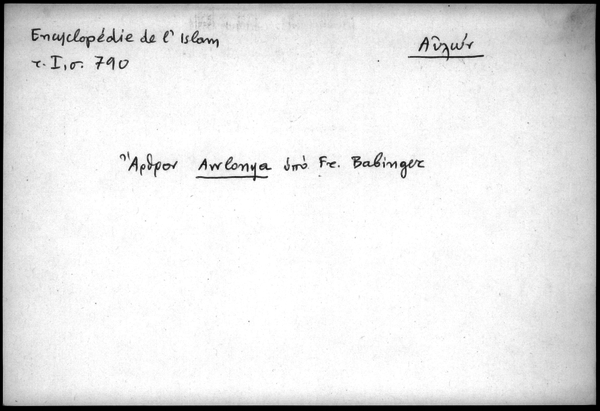 Encyclopédie de l' Islam
Αὐλών
τ. I, σ. 790
Ἄρθρον Awlonya ὑπό Fr. Babinger